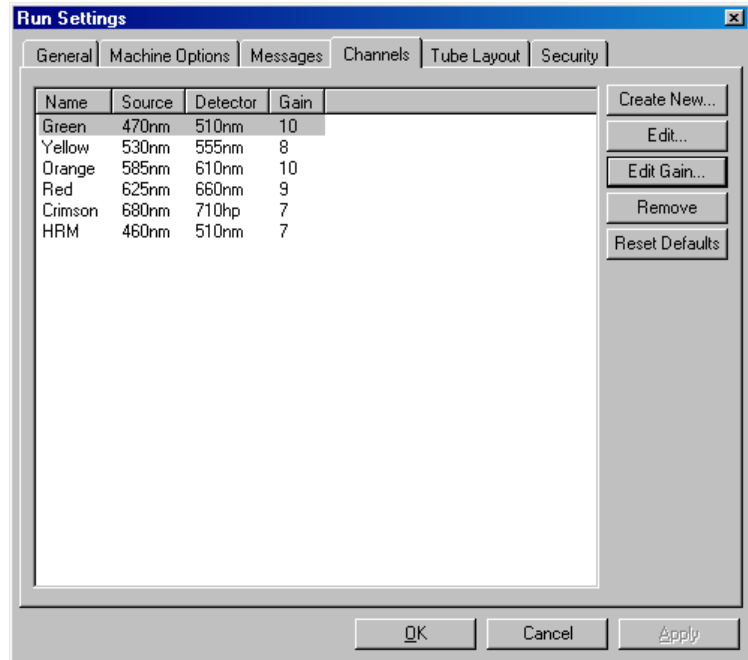 Run Settings
General Machine Options Messages Channels Tube Layout Security
Name Source Detector Gain
Green 470nm 510nm 10
Yellow 530nm 555nm 8
Orange 585nm 610nm 10
Red 625nm 660nm 9
Crimson 680nm 710hp 7
HRM 460nm 510nm 7
Create New...
Edit...
Edit Gain...
Remove
Reset Defaults
OK Cancel Apply